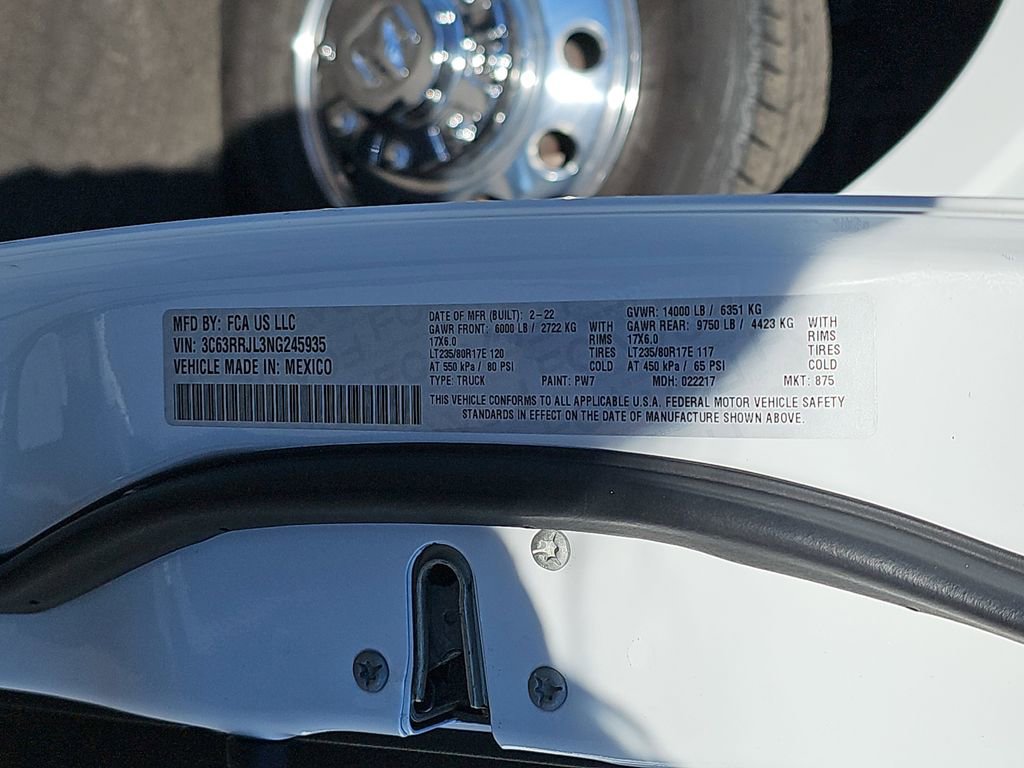 MFD BY: FCA US LLC
VIN: 3C63RRJL3NG245935
VEHICLE MADE IN: MEXICO
DATE OF MFR (BUILT): 2-22
GAWR FRONT: 6000 LB / 2722 KG WITH
17X6.0 RIMS
LT235/80R17E 120 TIRES
AT 550 kPa / 80 PSI COLD
TYPE: TRUCK PAINT: PW7
GVWR: 14000 LB / 6351 KG
GAWR REAR: 9750 LB / 4423 KG WITH
17X6.0 RIMS
LT235/80R17E 117 TIRES
AT 450 kPa / 65 PSI COLD
MDH: 022217 MKT: 875
THIS VEHICLE CONFORMS TO ALL APPLICABLE U.S.A. FEDERAL MOTOR VEHICLE SAFETY
STANDARDS IN EFFECT ON THE DATE OF MANUFACTURE SHOWN ABOVE.